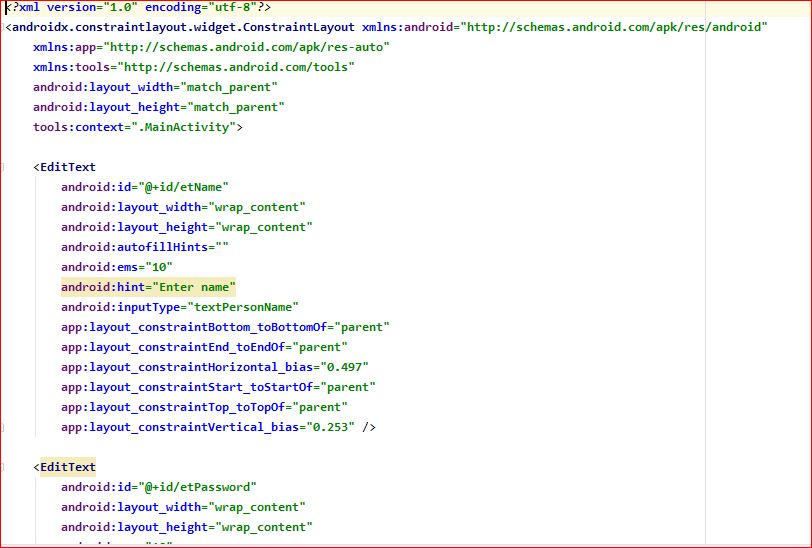 <?xml version="1.0" encoding="utf-8"?>
<androidx.constraintlayout.widget.ConstraintLayout xmlns:android="http://schemas.android.com/apk/res/android"
xmlns:app="http://schemas.android.com/apk/res-auto"
xmlns:tools="http://schemas.android.com/tools"
android:layout_width="match_parent"
android:layout_height="match_parent"
tools:context=".MainActivity">
<EditText
android:id="@+id/etName"
android:layout_width="wrap_content"
android:layout_height="wrap_content"
android:autofillHints=""
android:ems="10"
android:hint="Enter name"
android:inputType="textPersonName"
app:layout_constraintBottom_toBottomOf="parent"
app:layout_constraintEnd_toEndOf="parent"
app:layout_constraintHorizontal_bias="0.497"
app:layout_constraintStart_toStartOf="parent"
app:layout_constraintTop_toTopOf="parent"
app:layout_constraintVertical_bias="0.253" />
<EditText
android:id="@+id/etPassword"
android:layout_width="wrap_content"
android:layout_height="wrap_content"